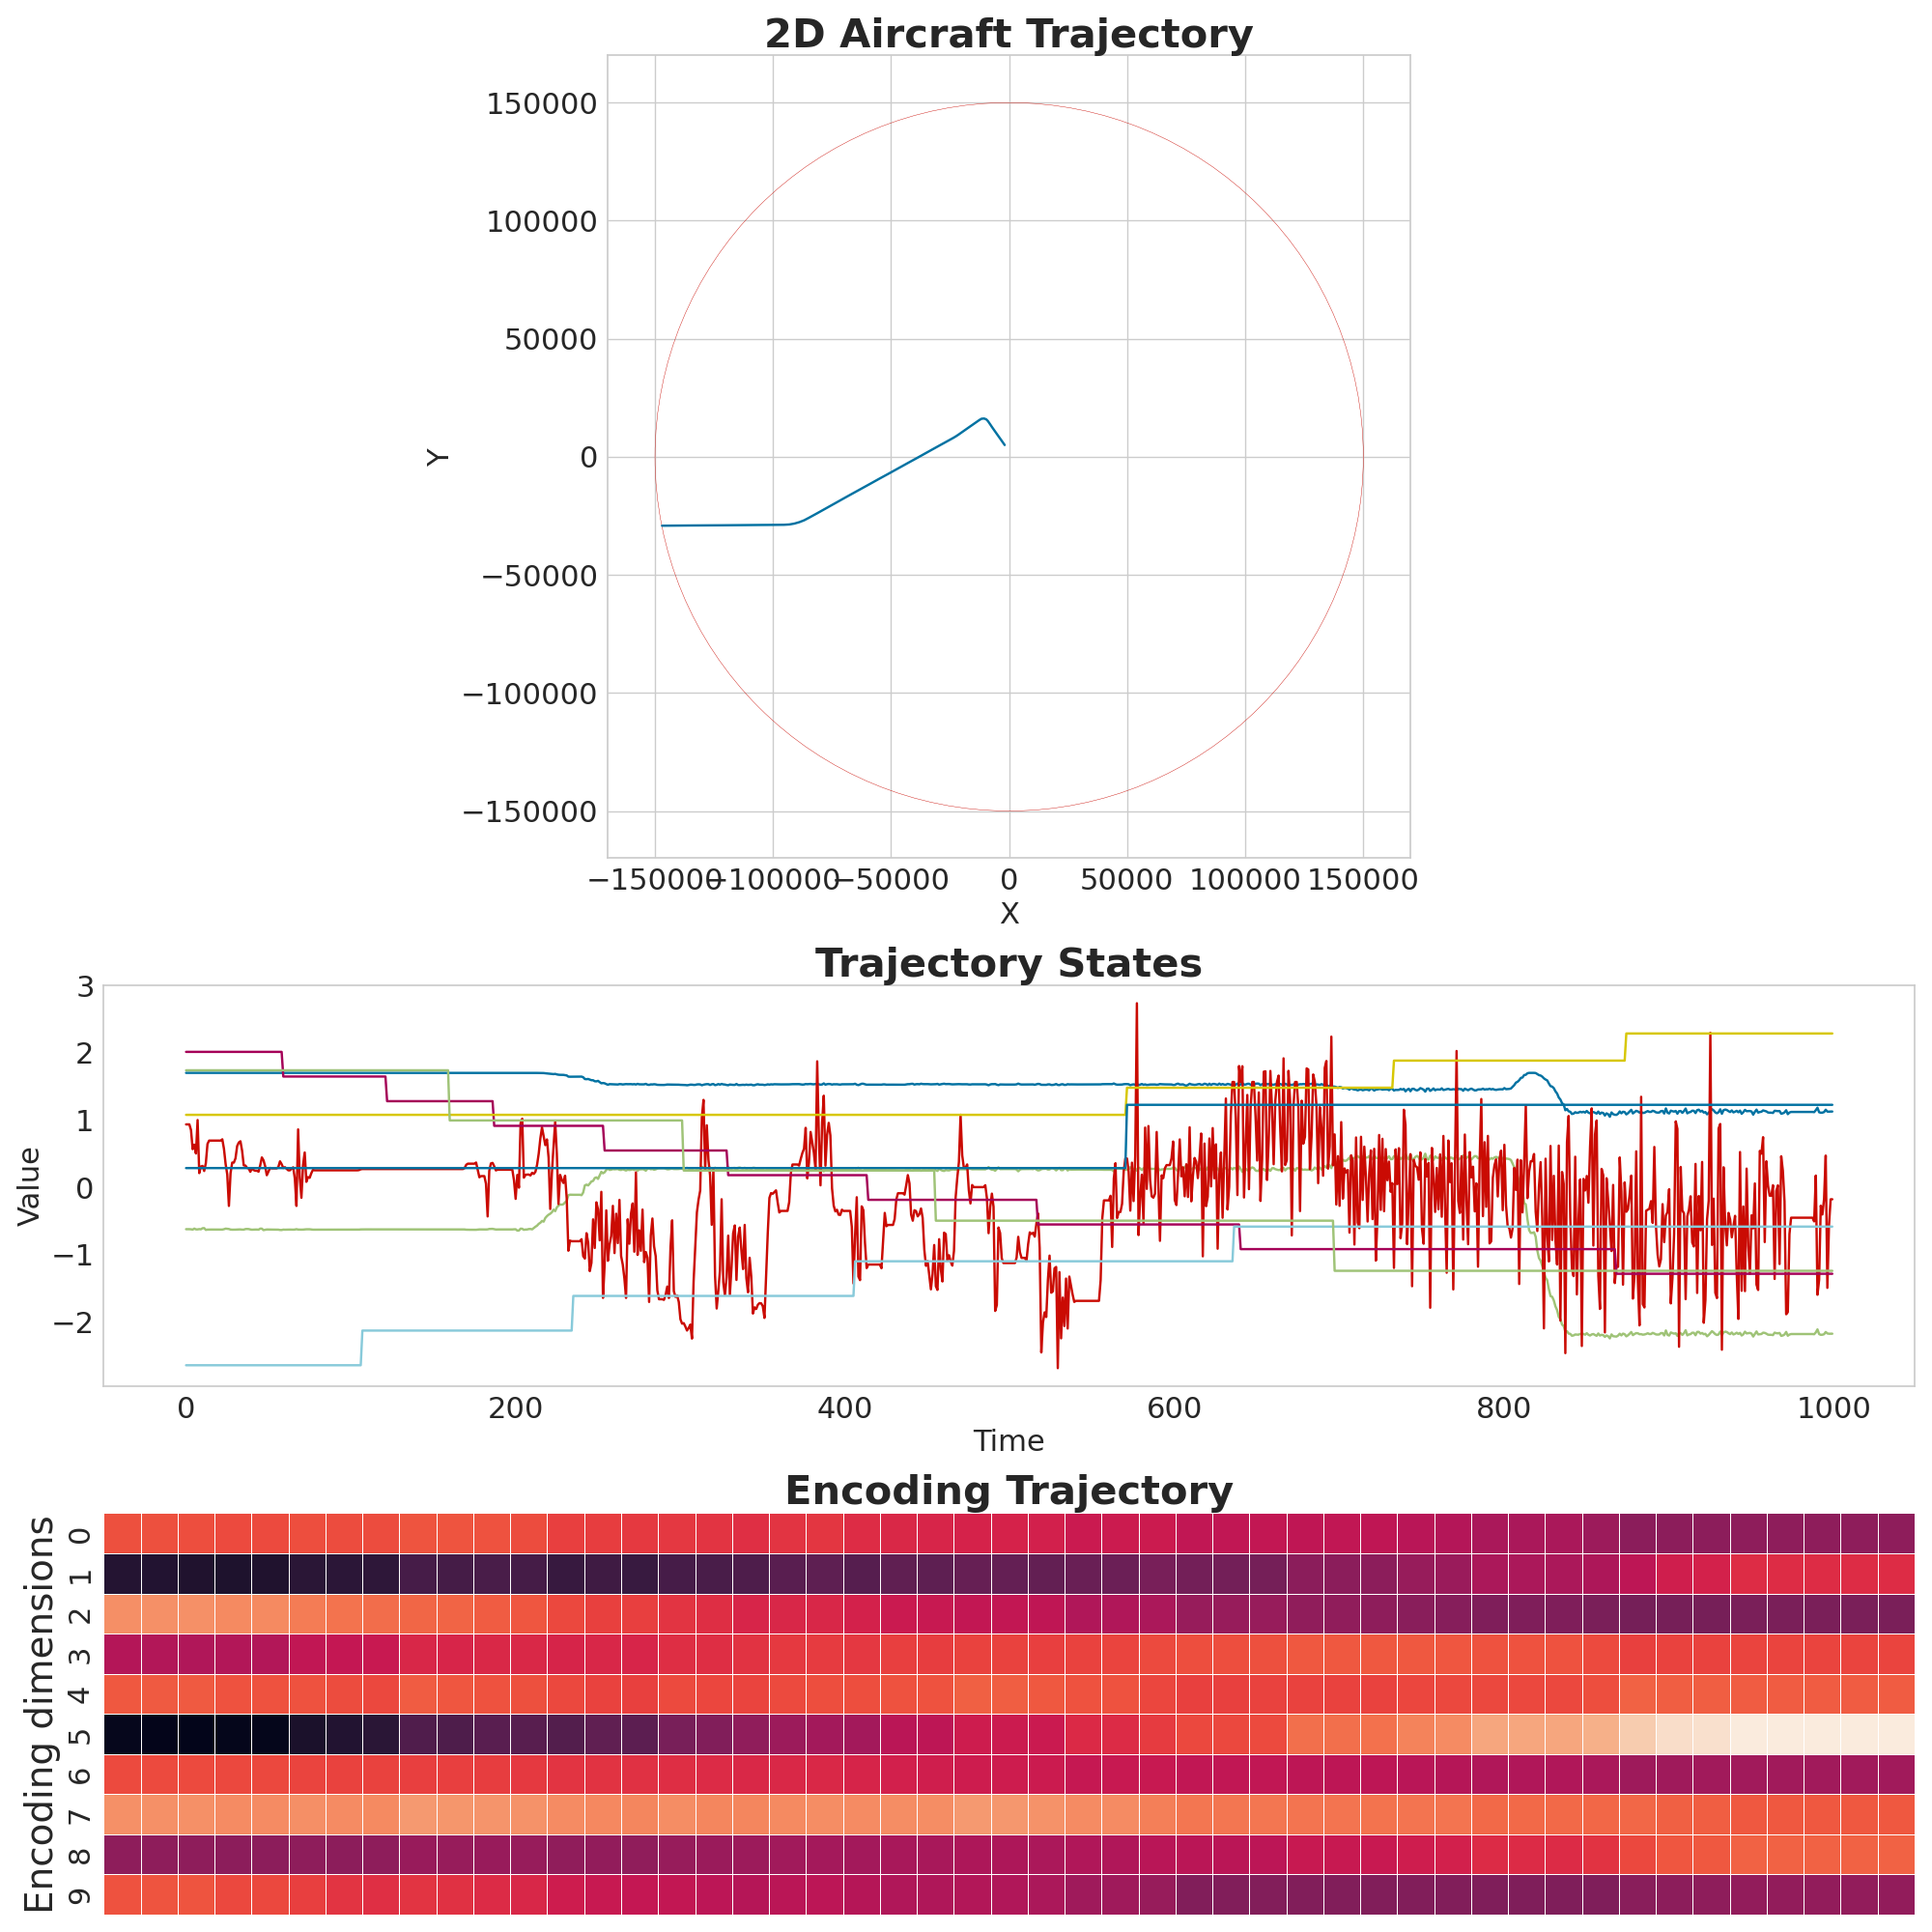 2D Aircraft Trajectory
150000
100000
50000
0
−50000
−100000
−150000
Y
−150000 −100000 −50000 0 50000 100000 150000
X
Trajectory States
3
2
1
0
−1
−2
Value
0 200 400 600 800 1000
Time
Encoding Trajectory
0
1
2
3
4
5
6
7
8
9
Encoding dimensions